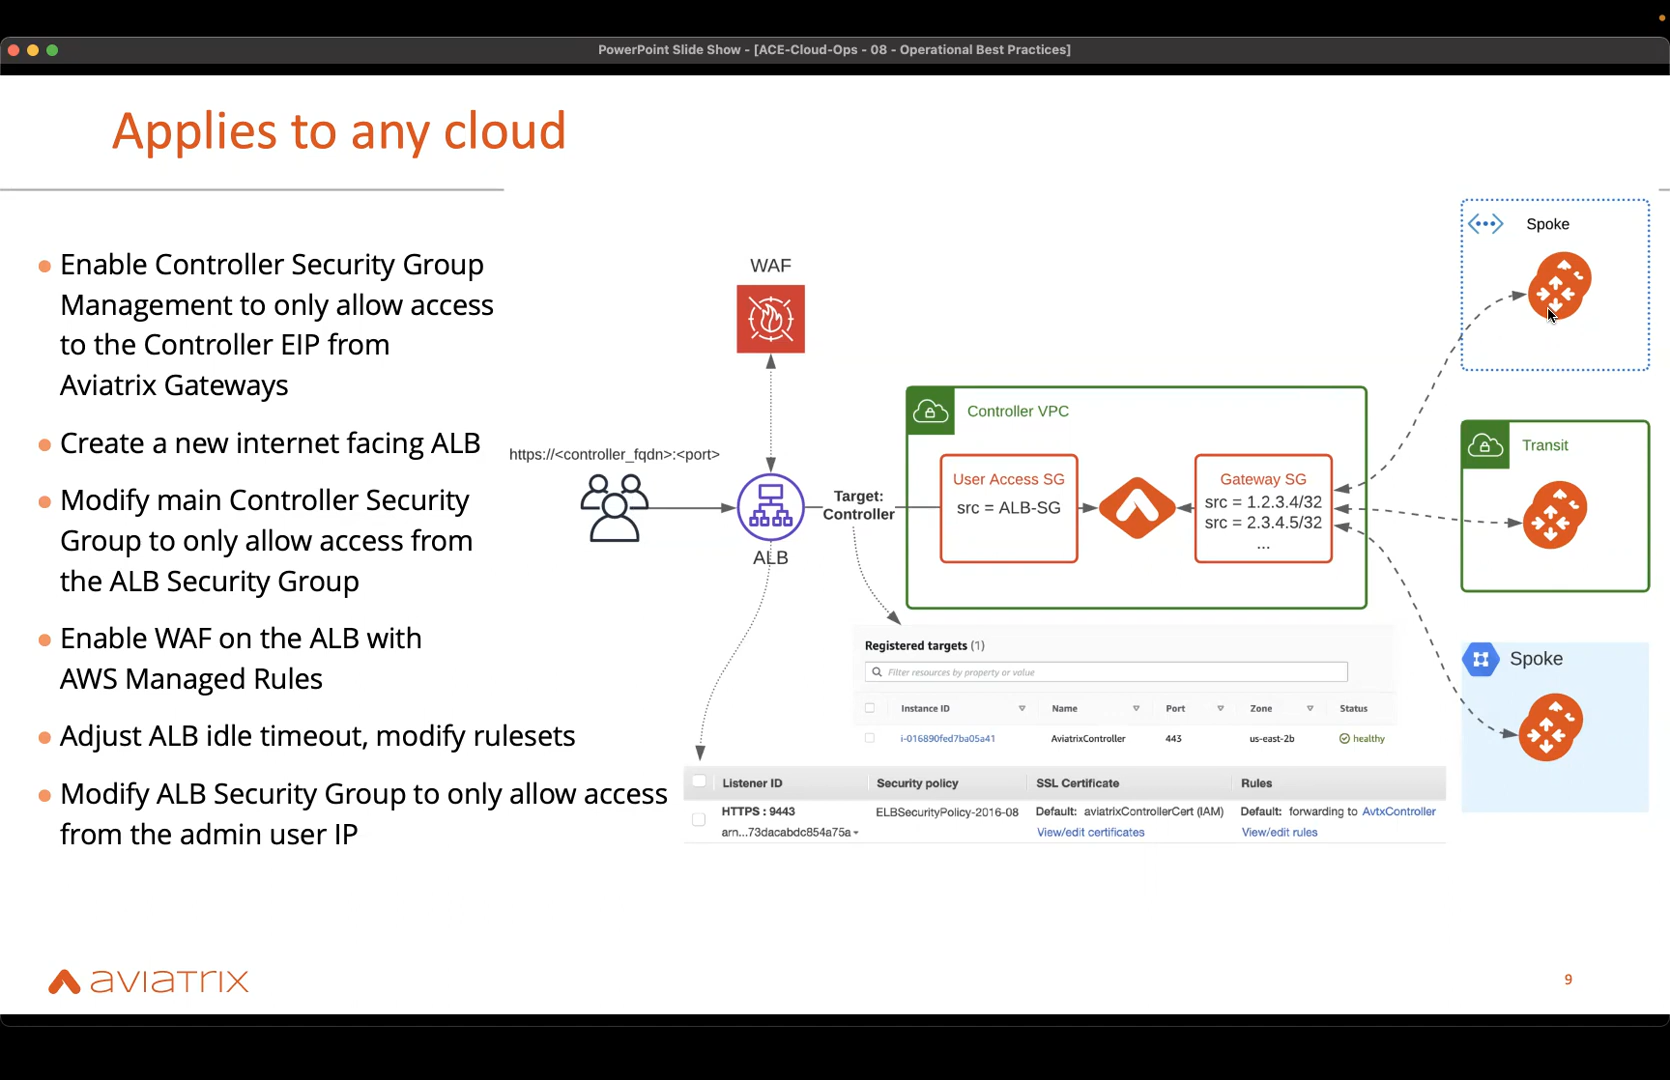 PowerPoint Slide Show - [ACE-Cloud-Ops - 08 - Operational Best Practices]
Applies to any cloud
Enable Controller Security Group
Management to only allow access
to the Controller EIP from
Aviatrix Gateways
Create a new internet facing ALB
Modify main Controller Security
Group to only allow access from
the ALB Security Group
Enable WAF on the ALB with
AWS Managed Rules
Adjust ALB idle timeout, modify rulesets
Modify ALB Security Group to only allow access
from the admin user IP
WAF
https://<controller_fqdn>:<port>
ALB
Target:
Controller
Controller VPC
User Access SG
src = ALB-SG
Gateway SG
src = 1.2.3.4/32
src = 2.3.4.5/32
...
Spoke
Transit
Spoke
Registered targets (1)
Filter resources by property or value
Instance ID Name Port Zone Status
i-016890fed7ba05a41 AviatrixController 443 us-east-2b healthy
Listener ID Security policy SSL Certificate Rules
HTTPS : 9443 ELBSecurityPolicy-2016-08 Default: aviatrixControllerCert (IAM) Default: forwarding to AvtxController
arn...73dacabdc854a75a View/edit certificates View/edit rules
aviatrix
9